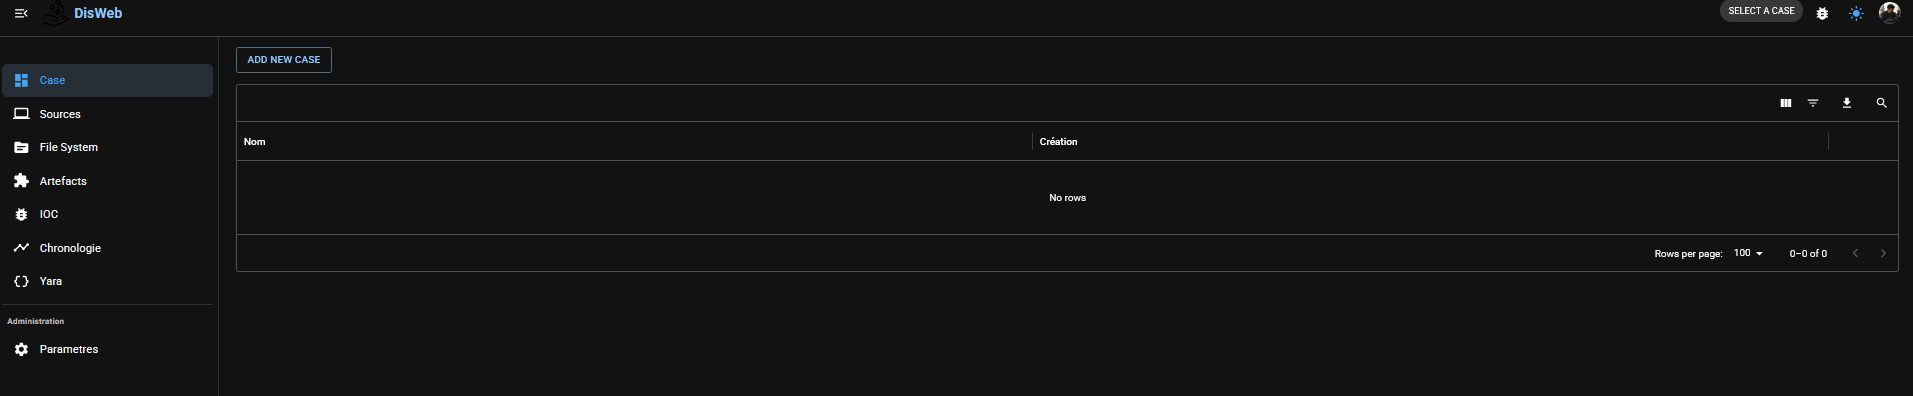 DisWeb
SELECT A CASE
Case
Sources
File System
Artefacts
IOC
Chronologie
Yara
Administration
Parametres
ADD NEW CASE
Nom
Création
No rows
Rows per page: 100
0–0 of 0